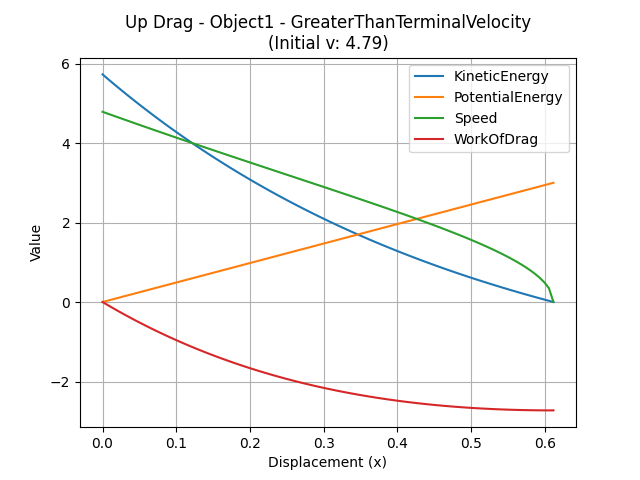 Up Drag - Object1 - GreaterThanTerminalVelocity
(Initial v: 4.79)
KineticEnergy
PotentialEnergy
Speed
WorkOfDrag
Value
6
4
2
0
−2
0.0
0.1
0.2
0.3
0.4
0.5
0.6
Displacement (x)